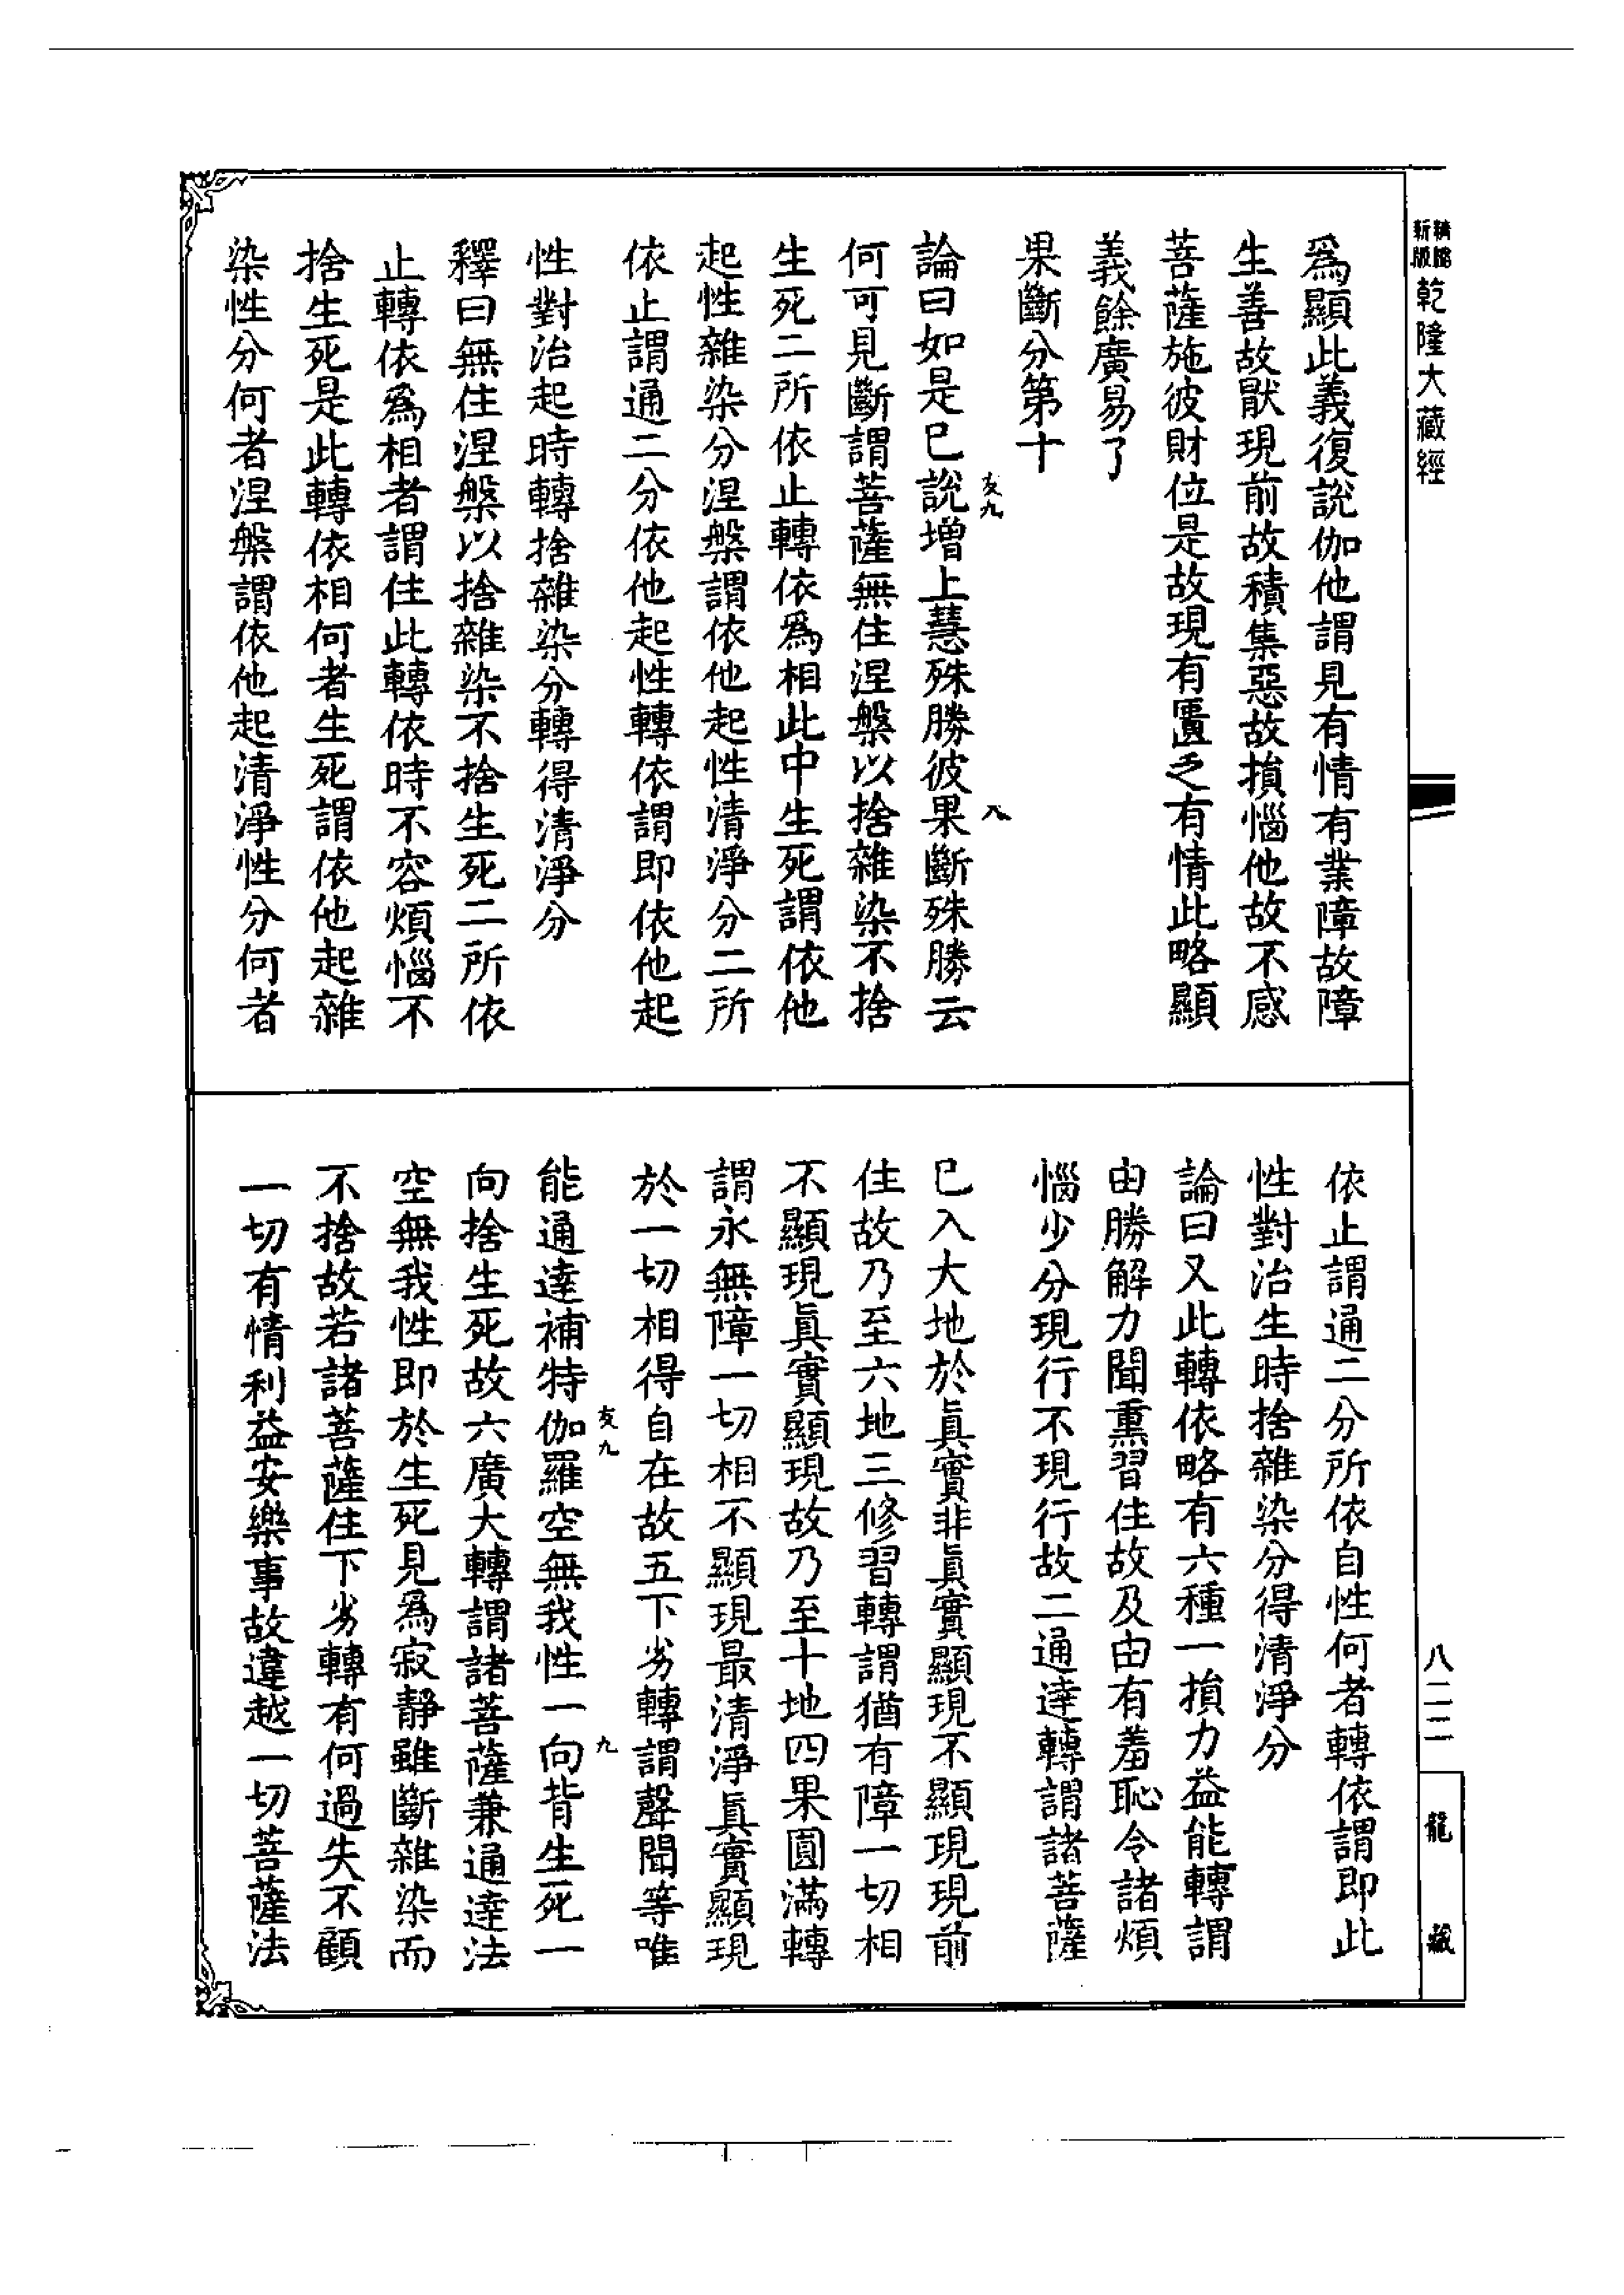 精縮
新版
乾隆大藏經
八二二
龍藏
爲顯此義復說伽他謂見有情有業障故障
生善故猒現前故積集惡故損惱他故不感
菩薩施彼財位是故現有匱乏有情此略顯
義餘廣易了
果斷分第十
友九
八
論曰如是已說增上慧殊勝彼果斷殊勝云
何可見斷謂菩薩無住涅槃以捨雜染不捨
生死二所依止轉依爲相此中生死謂依他
起性雜染分涅槃謂依他起性清淨分二所
依止謂通二分依他起性轉依謂即依他起
性對治起時轉捨雜染分轉得清淨分
釋曰無住涅槃以捨雜染不捨生死二所依
止轉依爲相者謂住此轉依時不容煩惱不
捨生死是此轉依相何者生死謂依他起雜
染性分何者涅槃謂依他起清淨性分何者
依止謂通二分所依自性何者轉依謂即此
性對治生時捨雜染分得清淨分
論曰又此轉依略有六種一損力益能轉謂
由勝解力聞熏習住故及由有羞恥令諸煩
惱少分現行不現行故二通達轉謂諸菩薩
已入大地於眞實非眞實顯現不顯現現前
住故乃至六地三修習轉謂猶有障一切相
不顯現眞實顯現故乃至十地四果圓滿轉
謂永無障一切相不顯現最清淨眞實顯現
於一切相得自在故五下劣轉謂聲聞等唯
友九
九
能通達補特伽羅空無我性一向背生死一
向捨生死故六廣大轉謂諸菩薩兼通達法
空無我性即於生死見爲寂靜雖斷雜染而
不捨故若諸菩薩住下劣轉有何過失不顧
一切有情利益安樂事故違越一切菩薩法